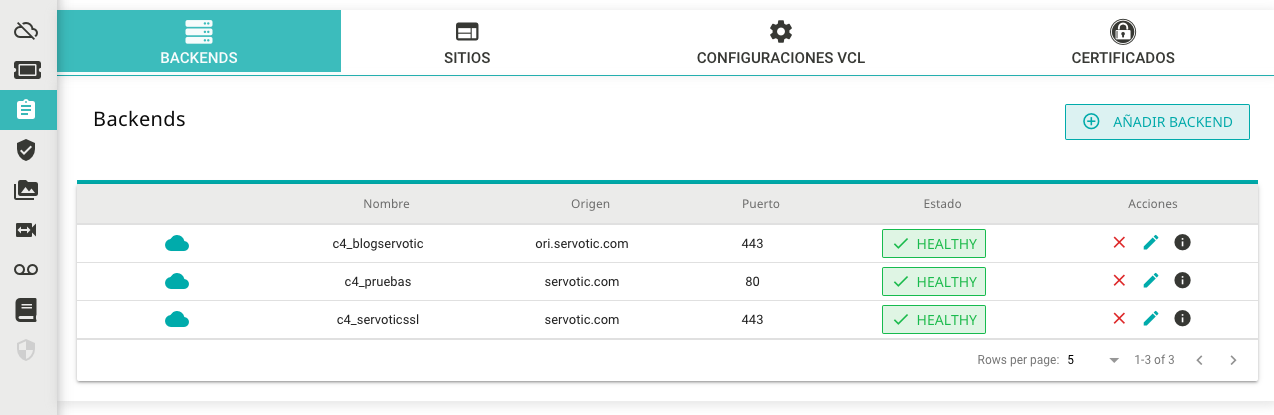 BACKENDS SITIOS CONFIGURACIONES VCL CERTIFICADOS
Backends AÑADIR BACKEND
Nombre Origen Puerto Estado Acciones
c4_blogservotic ori.servotic.com 443 HEALTHY
c4_pruebas servotic.com 80 HEALTHY
c4_servoticssl servotic.com 443 HEALTHY
Rows per page: 5 1-3 of 3